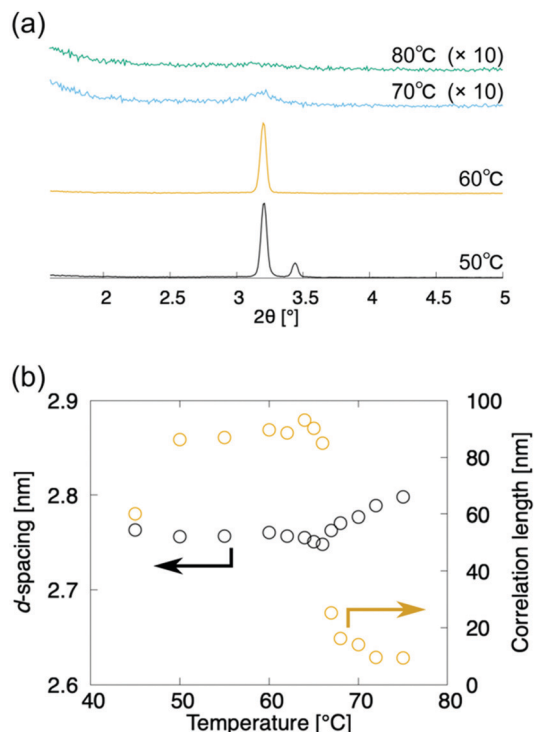 (a)
80°C (× 10)
70°C (× 10)
60°C
50°C
2 2.5 3 3.5 4 4.5 5
2θ [°]
(b)
2.9 100
80
2.8
60
40
2.7
20
2.6 0
d-spacing [nm]
Correlation length [nm]
40 50 60 70 80
Temperature [°C]